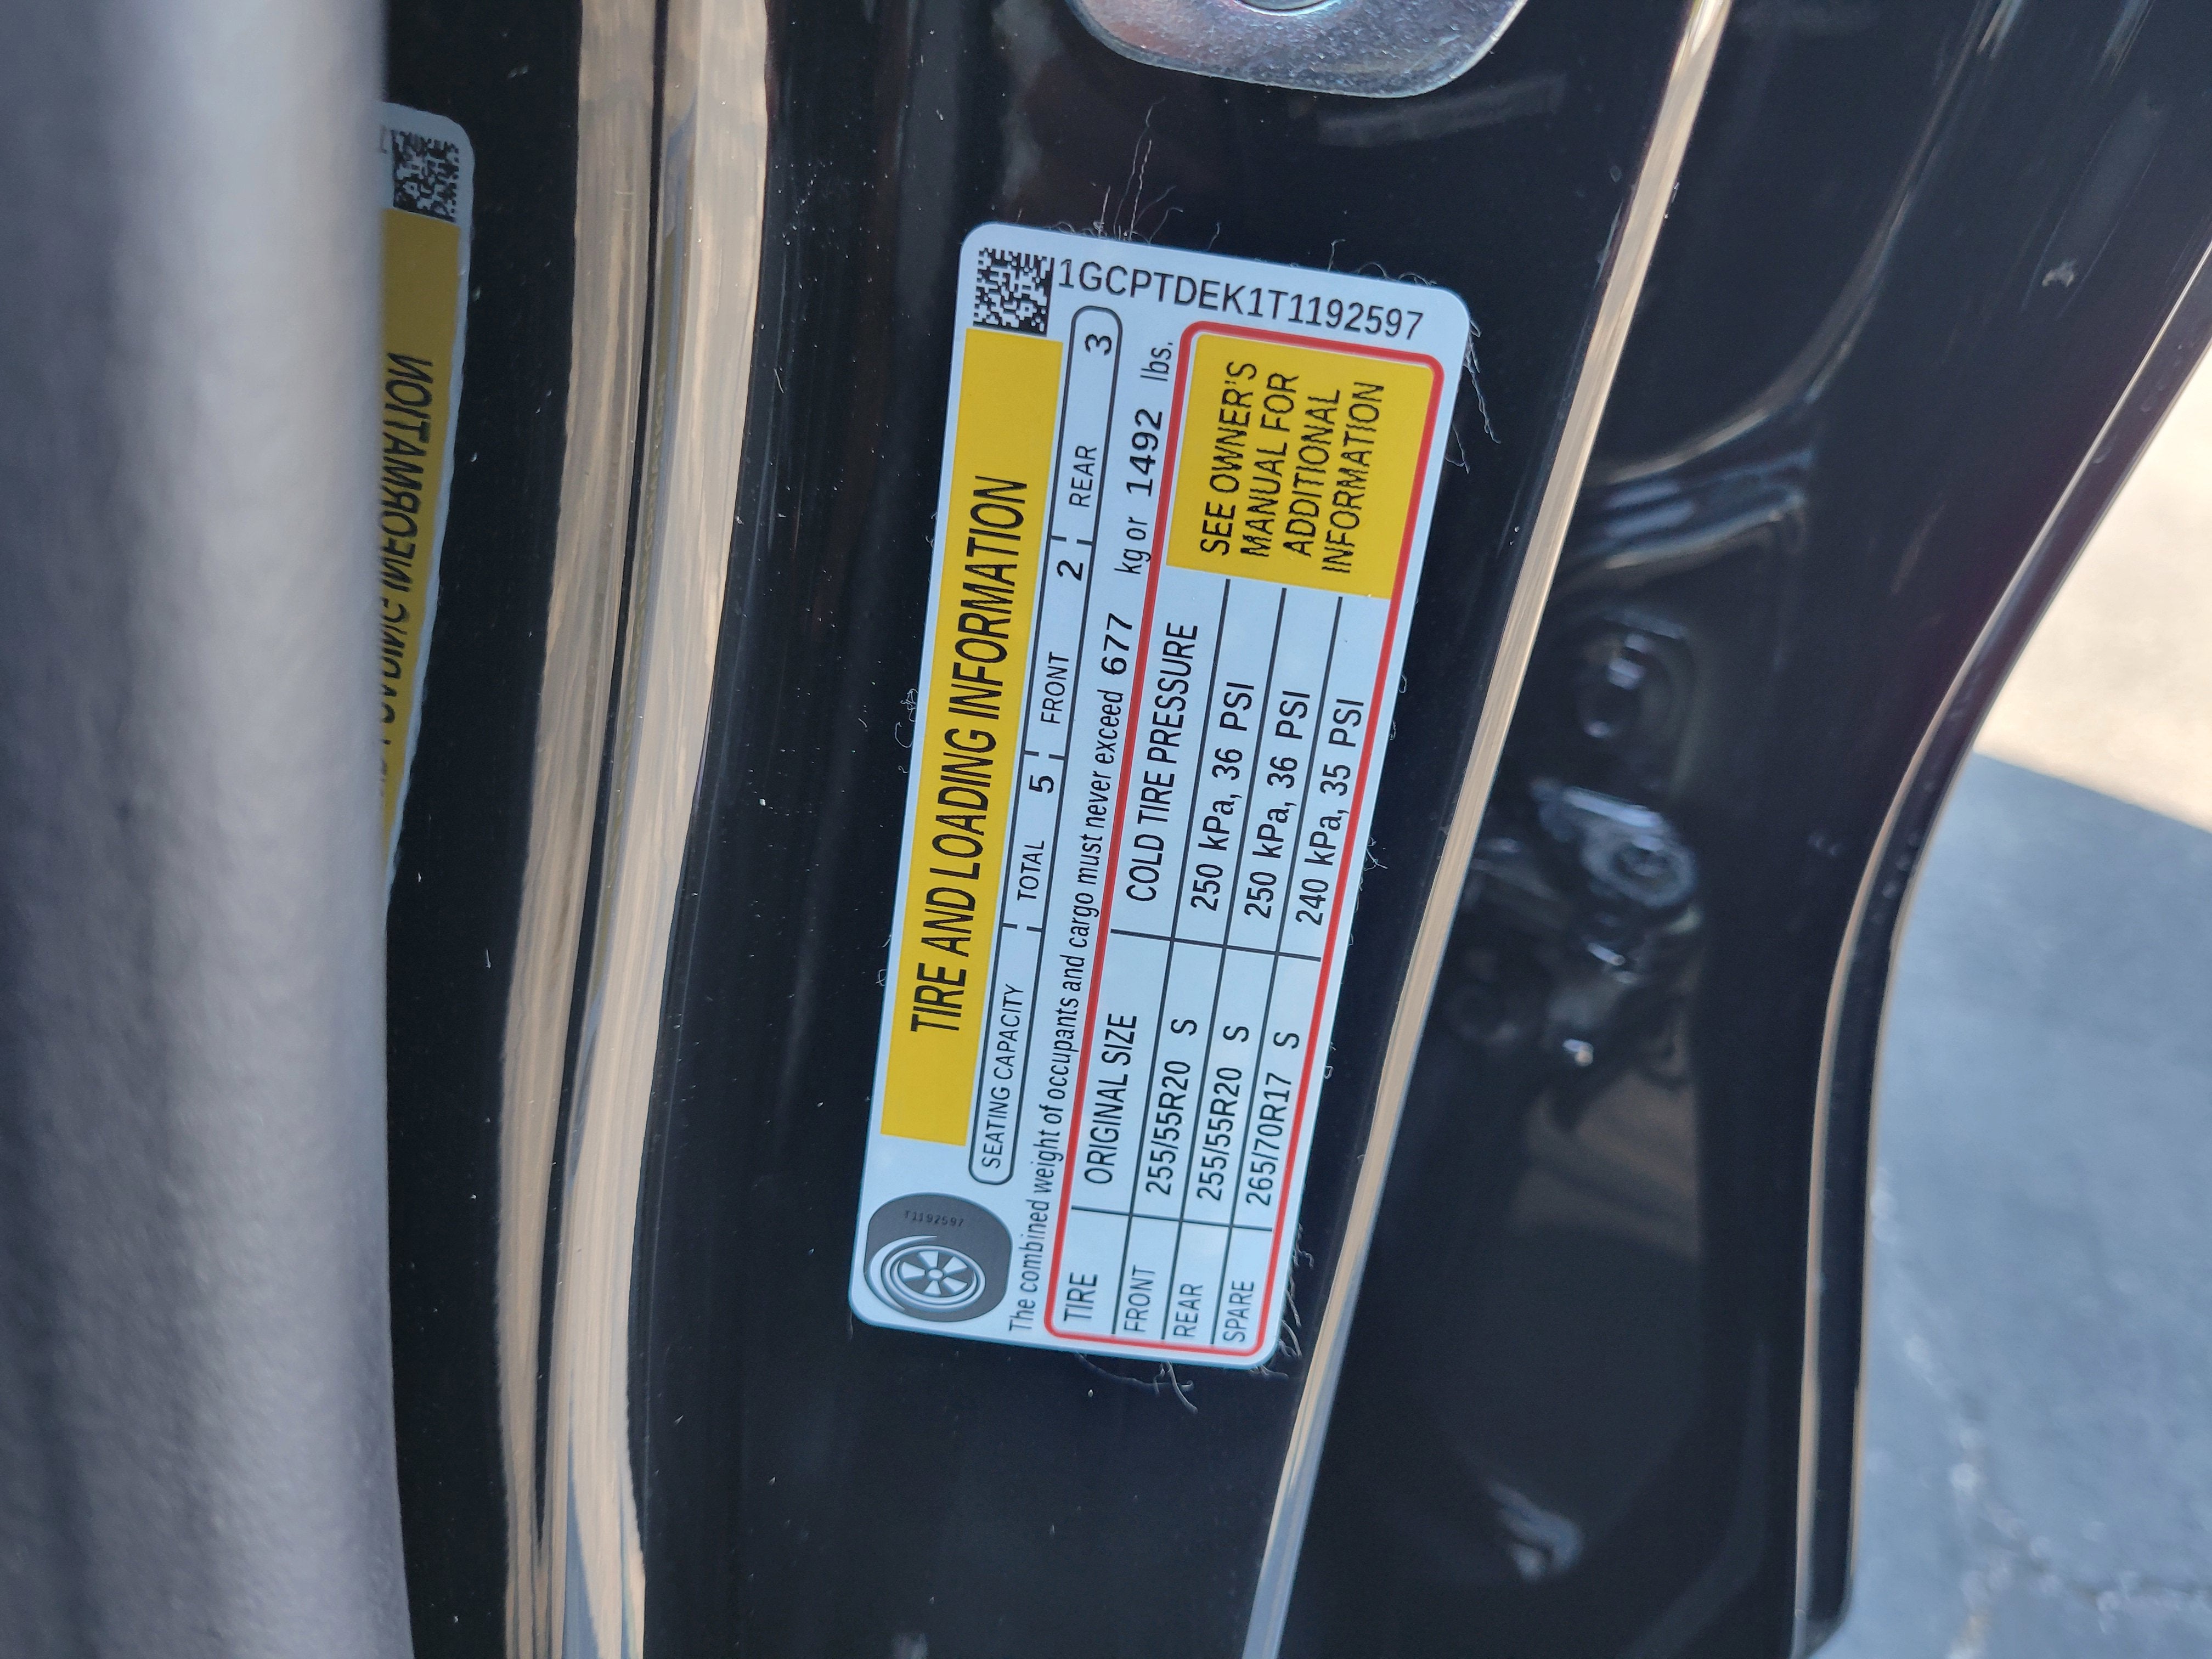 TIRE AND LOADING INFORMATION
1GCPTDEK1T1192597
T1192597
SEATING CAPACITY TOTAL 5 FRONT 2 REAR 3
The combined weight of occupants and cargo must never exceed 677 kg or 1492 lbs.
TIRE ORIGINAL SIZE COLD TIRE PRESSURE
FRONT 255/55R20 S 250 kPa, 36 PSI
REAR 255/55R20 S 250 kPa, 36 PSI
SPARE 265/70R17 S 240 kPa, 35 PSI
SEE OWNER'S
MANUAL FOR
ADDITIONAL
INFORMATION